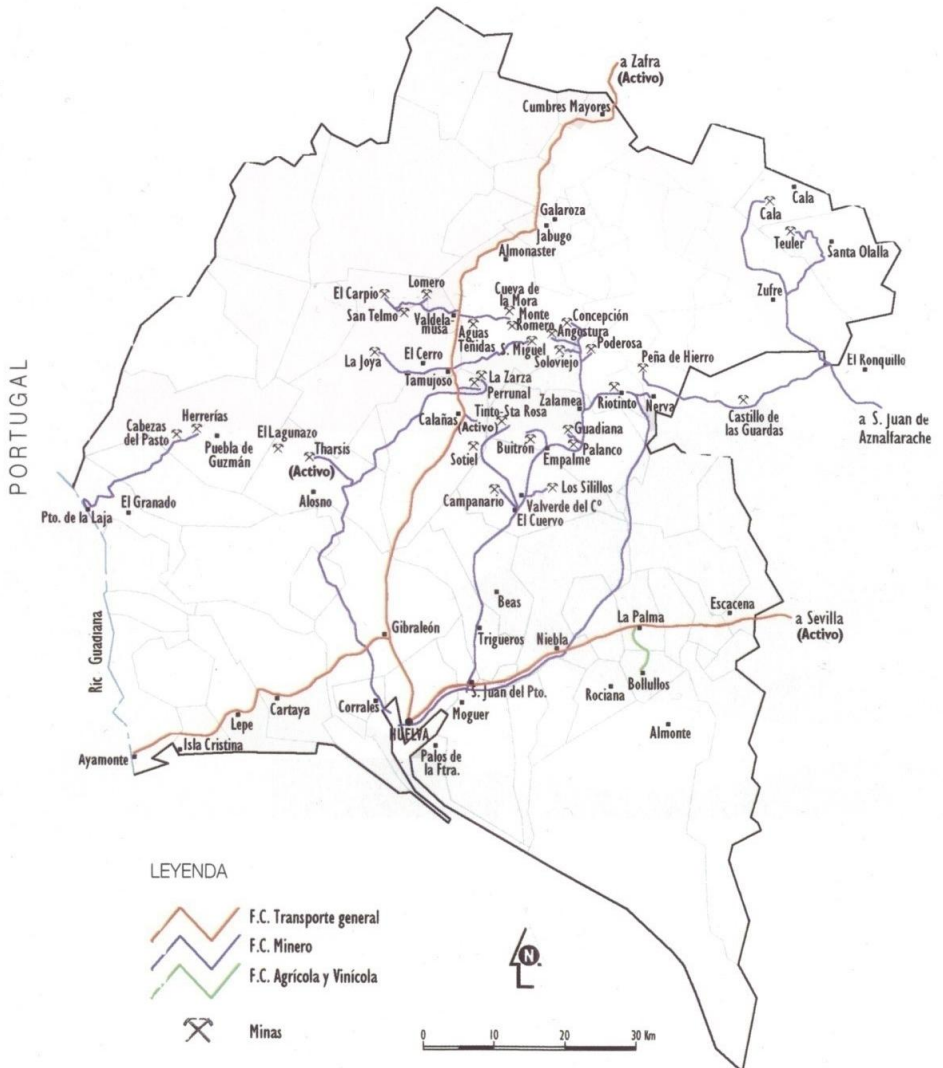 a Zafra
(Activo)
Cumbres Mayores
Cala
Cala
Galaroza
Jabugo
Teuler
Santa Olalla
Almonaster
Lomero
Cueva de
la Mora
El Carpio
Zufre
San Telmo
Valdela-
musa
Monte
Romero
Concepción
Aguas
Teñidas
Angostura
Poderosa
La Joya
El Cerro
S. Miguel
Soloviejo
Peña de Hierro
El Ronquillo
Tamujoso
La Zarza
Perrunal
Riotinto
Nerva
Zalamea
Castillo de
las Guardas
a S. Juan de
Aznalfarache
PORTUGAL
Calañas
(Activo)
Tinto-Sta Rosa
Herrerías
Cabezas
del Pasto
Puebla de
Guzmán
El Lagunazo
Tharsis
(Activo)
Guadiana
Sotiel
Buitrón
Palanco
Empalme
Pto. de la Laja
El Granado
Alosno
Campanario
Los Silillos
Valverde del Cº
El Cuervo
Beas
Ric Guadiana
Gibraleón
Trigueros
Niebla
La Palma
Escacena
a Sevilla
(Activo)
Bollullos
Rociana
Cartaya
Corrales
S. Juan del Pto.
Moguer
Lepe
HUELVA
Almonte
Ayamonte
Isla Cristina
Palos de
la Ftra.
LEYENDA
F.C. Transporte general
F.C. Minero
F.C. Agrícola y Vinícola
Minas
N
0 10 20 30 Km